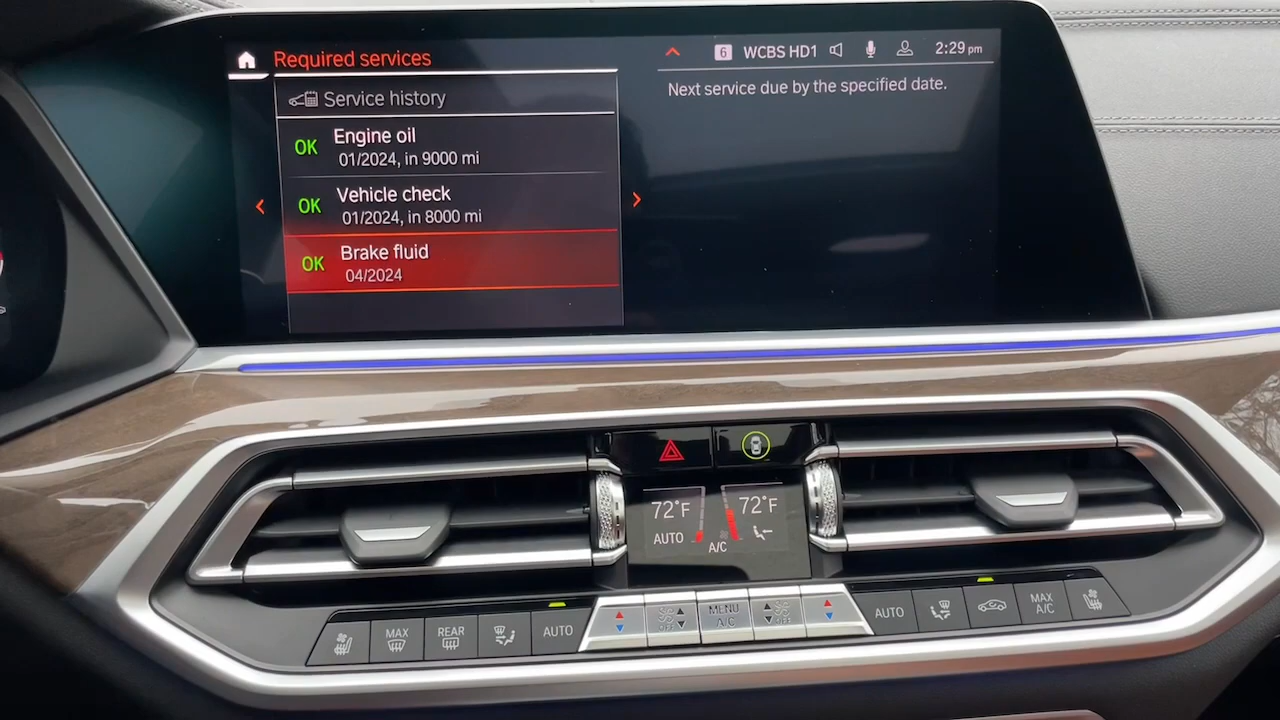 Required services
6 WCBS HD1 2:29 pm
Service history
Next service due by the specified date.
OK Engine oil
01/2024, in 9000 mi
OK Vehicle check
01/2024, in 8000 mi
OK Brake fluid
04/2024
72°F 72°F
AUTO
A/C
MAX
REAR
AUTO
MENU
A/C
OFF
OFF
AUTO
MAX
A/C